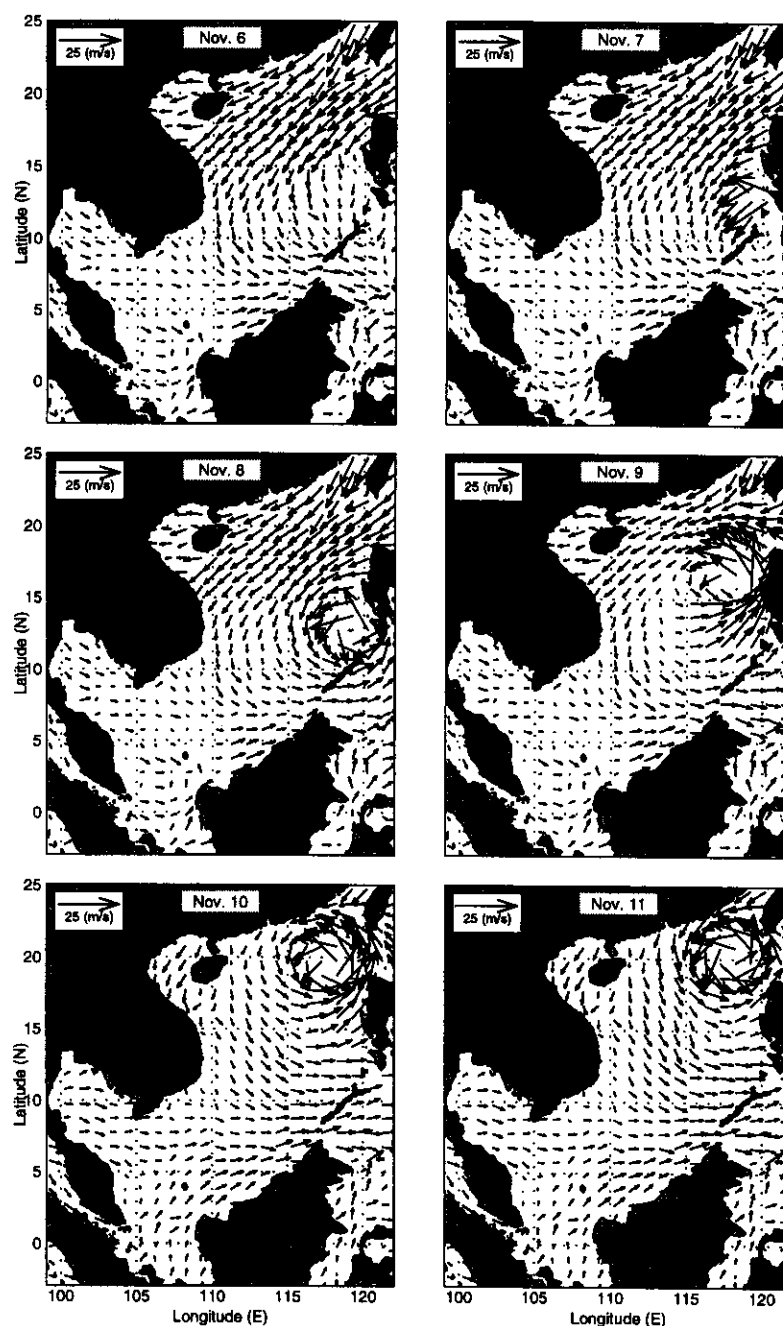 25 Nov. 6 Nov. 7
25 (m/s) 25 (m/s)
20
15
Latitude (N)
10
5
0
25 Nov. 8 Nov. 9
25 (m/s) 25 (m/s)
20
15
Latitude (N)
10
5
0
25 Nov. 10 Nov. 11
25 (m/s) 25 (m/s)
20
15
Latitude (N)
10
5
0
100 105 110 115 120 100 105 110 115 120
Longitude (E) Longitude (E)